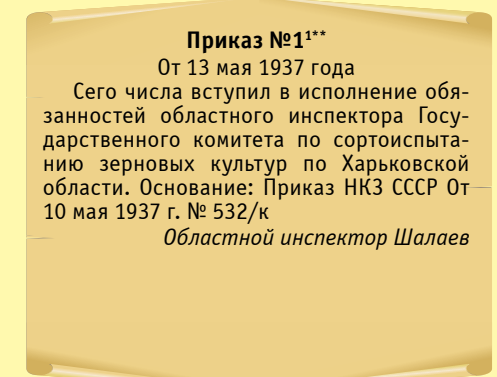 Приказ №1¹**
От 13 мая 1937 года
Сего числа вступил в исполнение обя-
занностей областного инспектора Госу-
дарственного комитета по сортоиспыта-
нию зерновых культур по Харьковской
области. Основание: Приказ НКЗ СССР От
10 мая 1937 г. № 532/к
Областной инспектор Шалаев